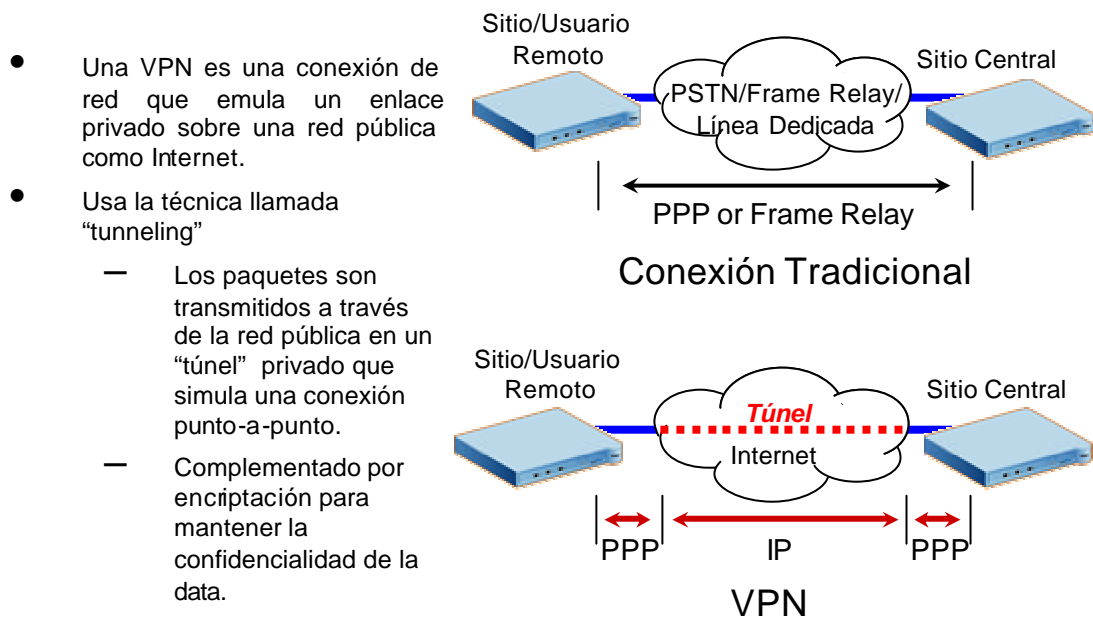 • Una VPN es una conexión de
red que emula un enlace
privado sobre una red pública
como Internet.
• Usa la técnica llamada
“tunneling”
— Los paquetes son
transmitidos a través
de la red pública en un
“túnel” privado que
simula una conexión
punto-a-punto.
— Complementado por
encriptación para
mantener la
confidencialidad de la
data.
Sitio/Usuario
Remoto
Sitio Central
PSTN/Frame Relay/
Línea Dedicada
PPP or Frame Relay
Conexión Tradicional
Sitio/Usuario
Remoto
Sitio Central
Túnel
Internet
PPP
IP
PPP
VPN